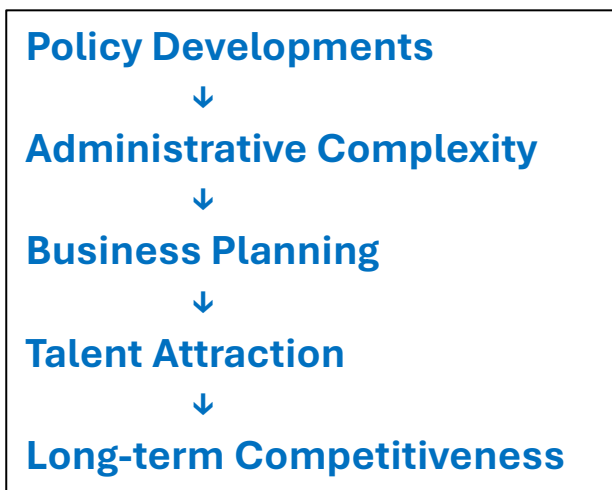 Policy Developments
↓
Administrative Complexity
↓
Business Planning
↓
Talent Attraction
↓
Long-term Competitiveness